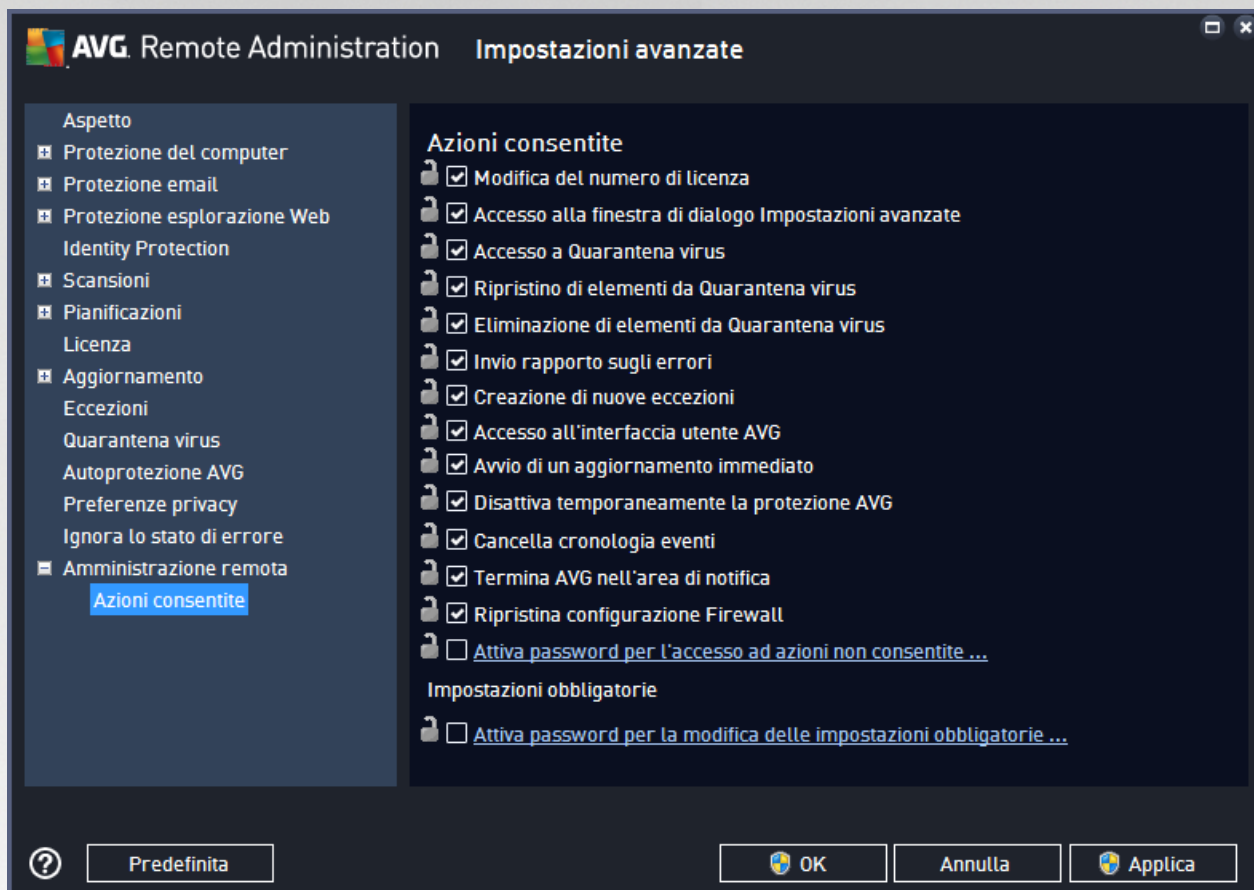 AVG. Remote Administration
Impostazioni avanzate
Aspetto
Protezione del computer
Protezione email
Protezione esplorazione Web
Identity Protection
Scansioni
Pianificazioni
Licenza
Aggiornamento
Eccezioni
Quarantena virus
Autoprotezione AVG
Preferenze privacy
Ignora lo stato di errore
Amministrazione remota
Azioni consentite
Azioni consentite
Modifica del numero di licenza
Accesso alla finestra di dialogo Impostazioni avanzate
Accesso a Quarantena virus
Ripristino di elementi da Quarantena virus
Eliminazione di elementi da Quarantena virus
Invio rapporto sugli errori
Creazione di nuove eccezioni
Accesso all'interfaccia utente AVG
Avvio di un aggiornamento immediato
Disattiva temporaneamente la protezione AVG
Cancella cronologia eventi
Termina AVG nell'area di notifica
Ripristina configurazione Firewall
Attiva password per l'accesso ad azioni non consentite ...
Impostazioni obbligatorie
Attiva password per la modifica delle impostazioni obbligatorie ...
?
Predefinita
OK
Annulla
Applica